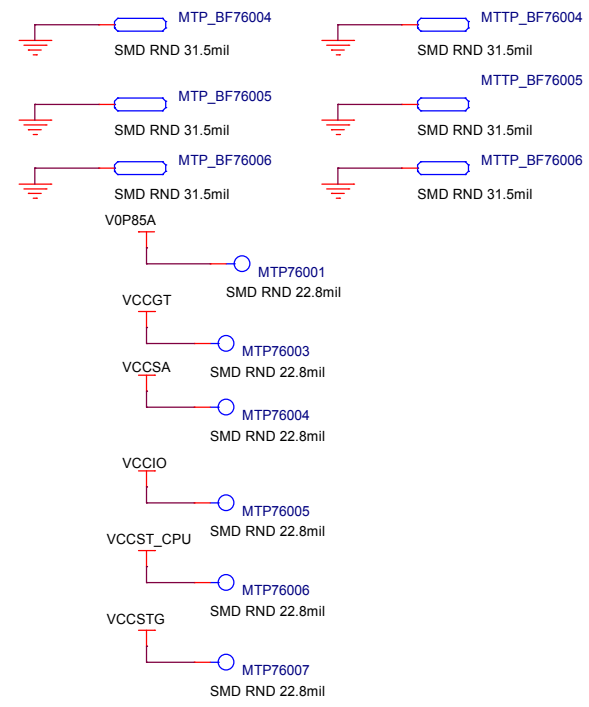 MTP_BF76004
SMD RND 31.5mil
MTTP_BF76004
SMD RND 31.5mil
MTP_BF76005
SMD RND 31.5mil
MTTP_BF76005
SMD RND 31.5mil
MTP_BF76006
SMD RND 31.5mil
MTTP_BF76006
SMD RND 31.5mil
V0P85A
MTP76001
SMD RND 22.8mil
VCCGT
MTP76003
SMD RND 22.8mil
VCCSA
MTP76004
SMD RND 22.8mil
VCCIO
MTP76005
SMD RND 22.8mil
VCCST_CPU
MTP76006
SMD RND 22.8mil
VCCSTG
MTP76007
SMD RND 22.8mil